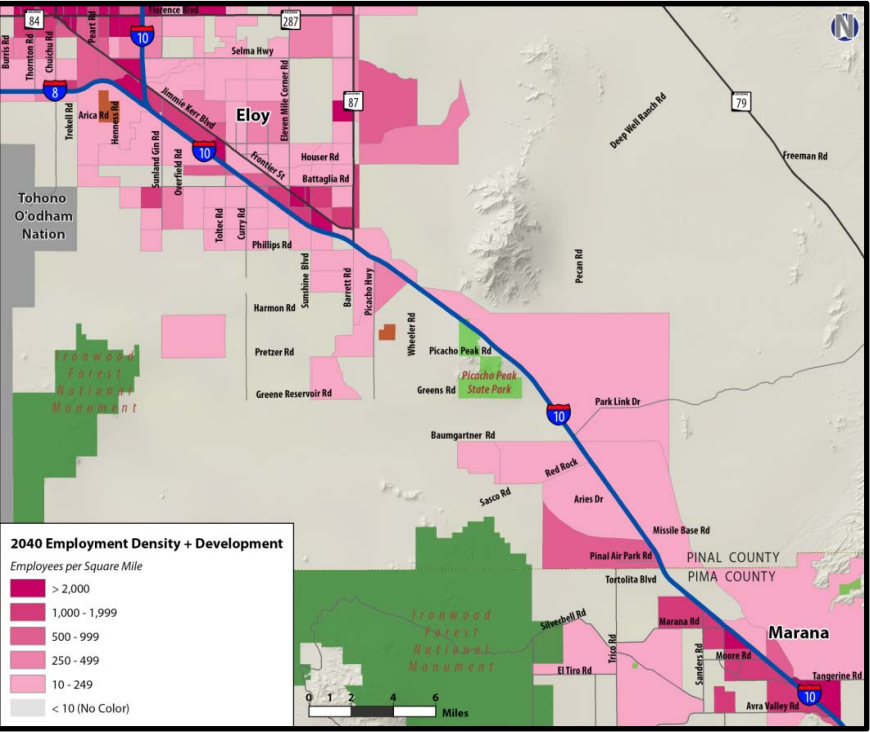 84
Florence Blvd
287
N
Burris Rd
Thornton Rd
Chuichu Rd
Peart Rd
10
Selma Hwy
8
Trekell Rd
Arica Rd
Henness Rd
Jimmie Kerr Blvd
Eloy
Eleven Mile Corner Rd
87
79
Deep Well Ranch Rd
Freeman Rd
Sunland Gin Rd
Overfield Rd
10
Frontier St
Houser Rd
Battaglia Rd
Tohono
O'odham
Nation
Toltec Rd
Curry Rd
Phillips Rd
Sunshine Blvd
Barrett Rd
Picacho Hwy
Pecan Rd
Harmon Rd
Wheeler Rd
Pretzer Rd
Picacho Peak Rd
Ironwood
Forest
National
Monument
Picacho Peak
State Park
Greene Reservoir Rd
Greens Rd
10
Park Link Dr
Baumgartner Rd
Red Rock
Sasco Rd
Aries Dr
Missile Base Rd
Pinal Air Park Rd
PINAL COUNTY
PIMA COUNTY
Tortolita Blvd
Ironwood
Forest
National
Monument
Silverbell Rd
Trico Rd
Marana Rd
Marana
Sanders Rd
Moore Rd
El Tiro Rd
Tangerine Rd
10
Avra Valley Rd
2040 Employment Density + Development
Employees per Square Mile
> 2,000
1,000 - 1,999
500 - 999
250 - 499
10 - 249
< 10 (No Color)
0 1 2 4 6
Miles